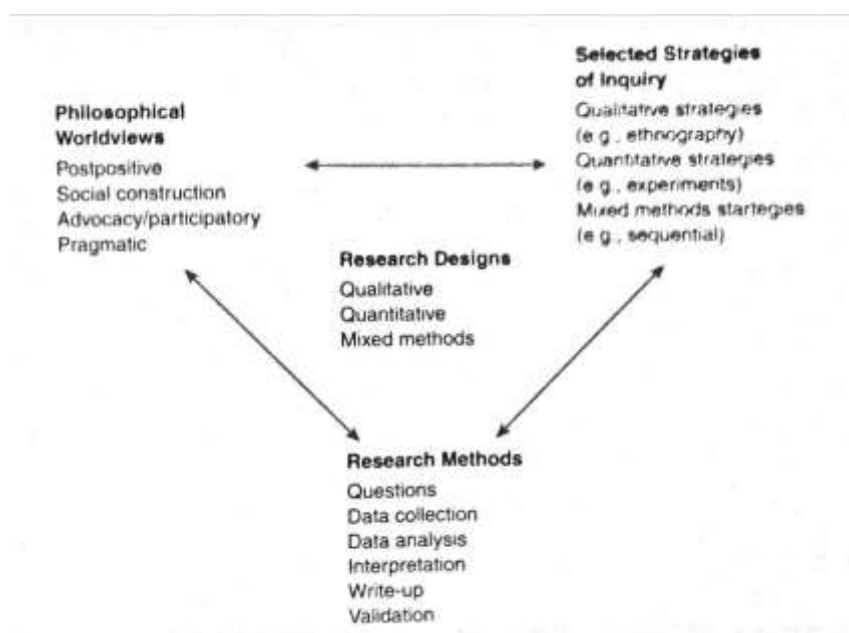 Philosophical
Worldviews
Postpositive
Social construction
Advocacy/participatory
Pragmatic
Selected Strategies
of Inquiry
Qualitative strategies
(e g , ethnography)
Quantitative strategies
(e g , experiments)
Mixed methods startegies
(e g , sequential)
Research Designs
Qualitative
Quantitative
Mixed methods
Research Methods
Questions
Data collection
Data analysis
Interpretation
Write-up
Validation